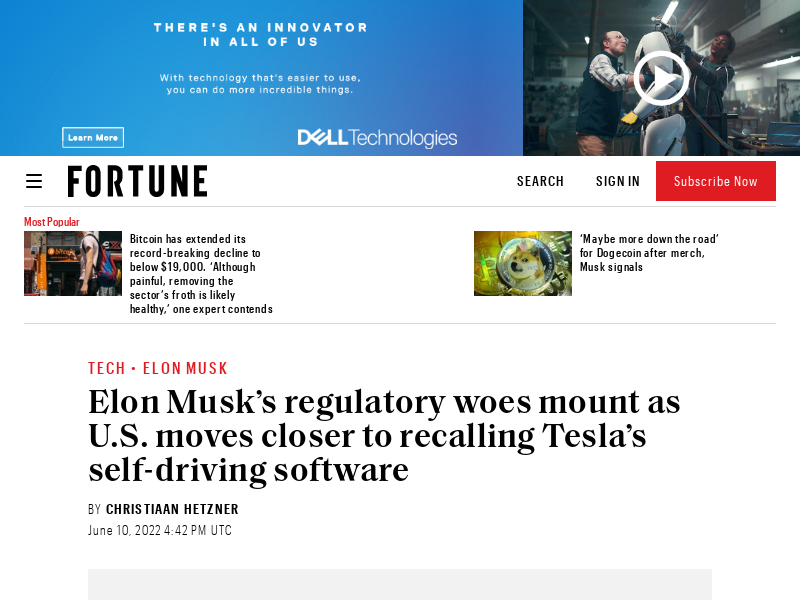 THERE'S AN INNOVATOR
IN ALL OF US
With technology that's easier to use,
you can do more incredible things.
Learn More
DELLTechnologies
FORTUNE
SEARCH
SIGN IN
Subscribe Now
Most Popular
Bitcoin has extended its
record-breaking decline to
below $19,000. ‘Although
painful, removing the
sector’s froth is likely
healthy,’ one expert contends
‘Maybe more down the road’
for Dogecoin after merch,
Musk signals
TECH • ELON MUSK
Elon Musk’s regulatory woes mount as
U.S. moves closer to recalling Tesla’s
self-driving software
BY CHRISTIAAN HETZNER
June 10, 2022 4:42 PM UTC